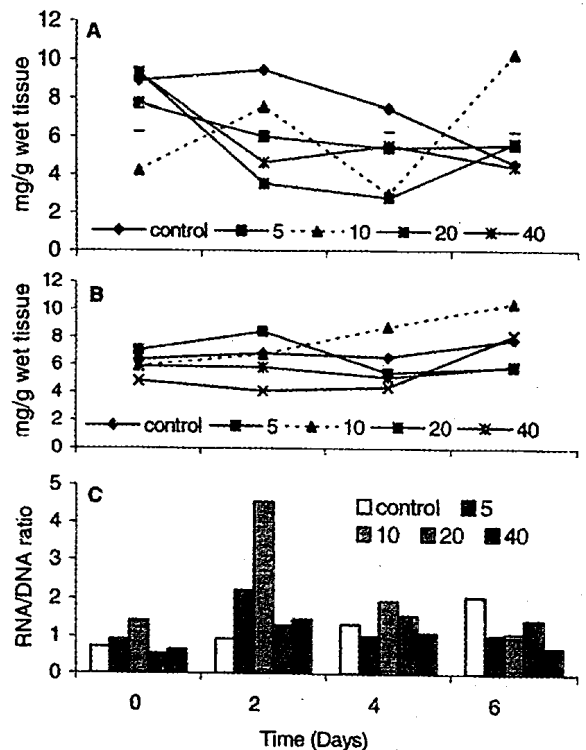 A
12
10
8
6
4
2
0
mg/g wet tissue
control 5 10 20 40
B
12
10
8
6
4
2
0
mg/g wet tissue
control 5 10 20 40
C
5
4
3
2
1
0
RNA/DNA ratio
control 5
10 20 40
0 2 4 6
Time (Days)